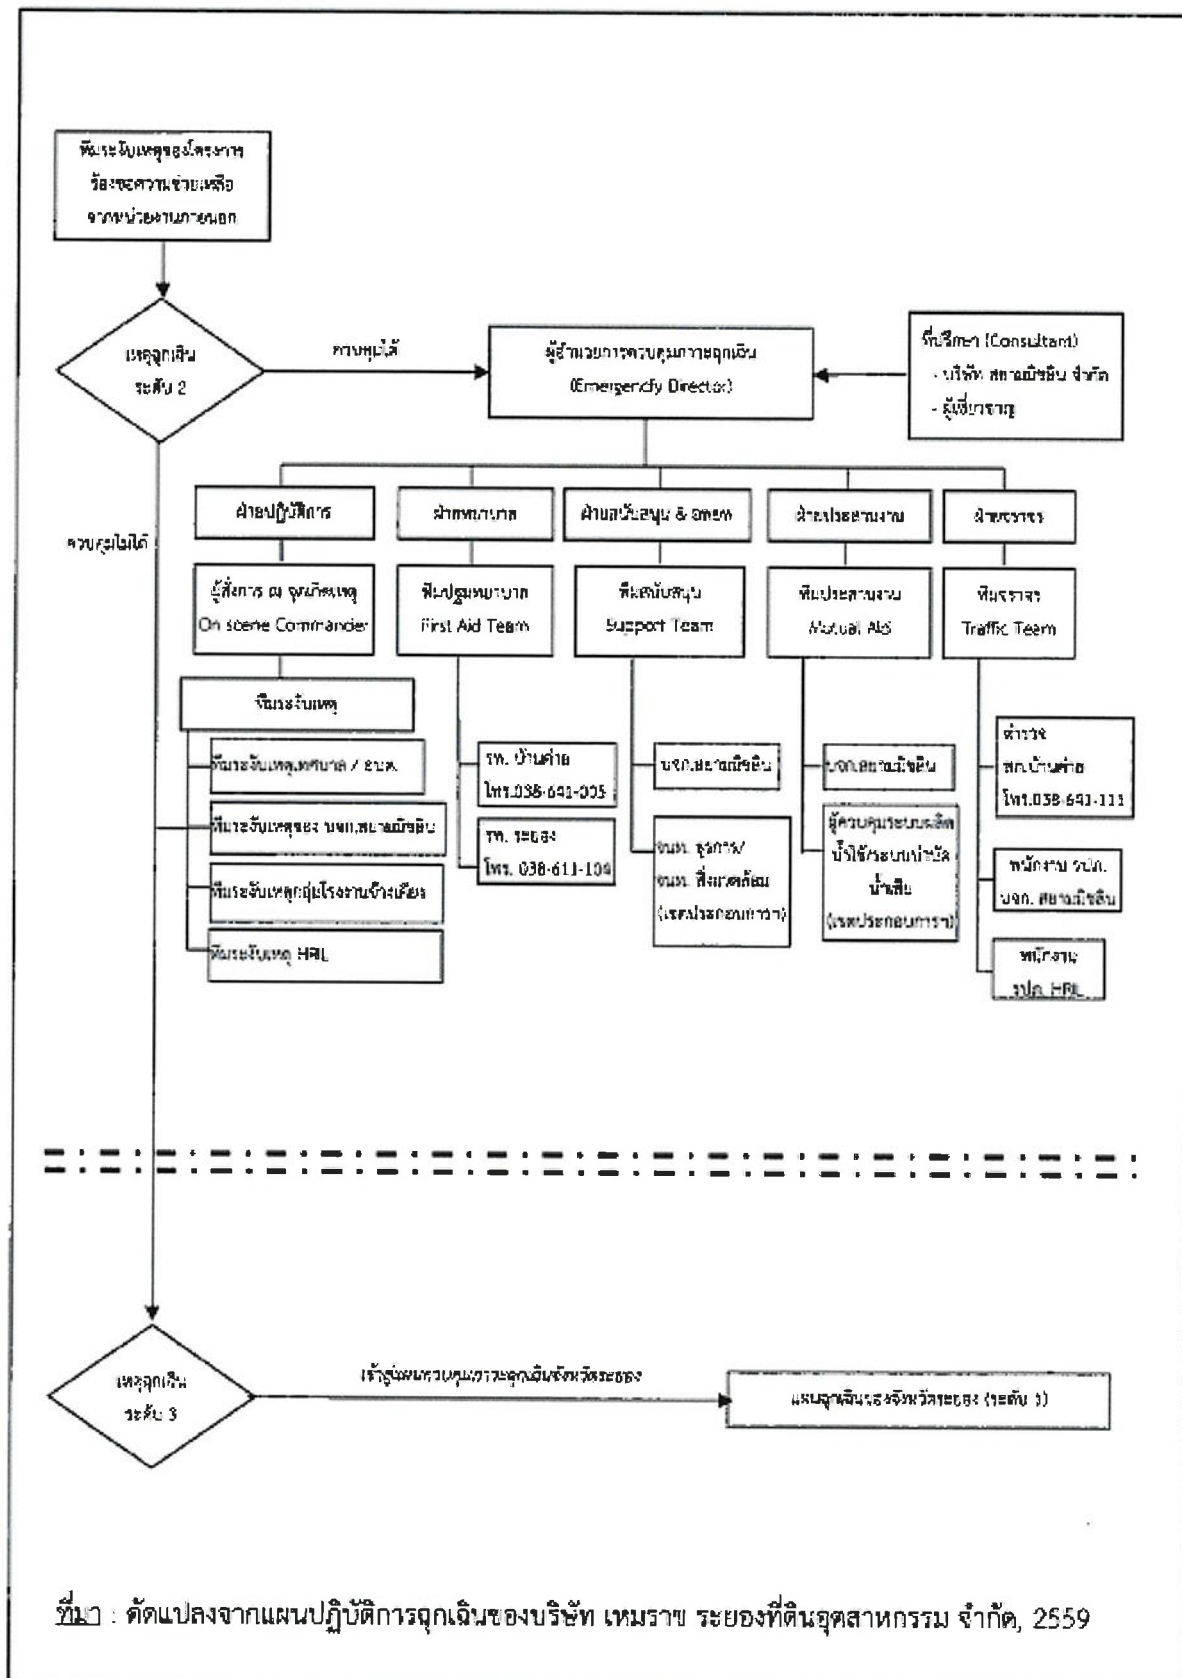 ทีมระงับเหตุของโครงการ
ร้องขอความช่วยเหลือ
จากหน่วยงานภายนอก
เหตุฉุกเฉิน
ระดับ 2
ควบคุมได้
ผู้อำนวยการควบคุมภาวะฉุกเฉิน
(Emergencify Director)
ที่ปรึกษา (Consultant)
- บริษัท สยามมิชลิน จำกัด
- ผู้เชี่ยวชาญ
ควบคุมไม่ได้
ฝ่ายปฏิบัติการ
ฝ่ายพยาบาล
ฝ่ายสนับสนุน &
ฝ่ายประสานงาน
ฝ่ายจราจร
ผู้สั่งการ ณ จุดเกิดเหตุ
On scene Commander
ทีมปฐมพยาบาล
First Aid Team
ทีมสนับสนุน
Support Team
ทีมประสานงาน
Mutual Aid
ทีมจราจร
Traffic Team
ทีมระงับเหตุ
ทีมระงับเหตุเทศบาล / อบต.
ทีมระงับเหตุของ บจก.สยามมิชลิน
ทีมระงับเหตุกลุ่มโรงงานข้างเคียง
ทีมระงับเหตุ HRIL
รพ. บ้านค่าย
โทร.038-641-005
รพ. ระยอง
โทร. 038-611-104
บจก.สยามมิชลิน
จนท. ธุรการ/
จนท. สิ่งแวดล้อม
(เขตประกอบการฯ)
บจก.สยามมิชลิน
ผู้ควบคุมระบบผลิต
น้ำใช้/ระบบบำบัด
น้ำเสีย
(เขตประกอบการฯ)
ตำรวจ
สภ.บ้านค่าย
โทร.038-641-111
พนักงาน รปภ.
บจก. สยามมิชลิน
พนักงาน
รปภ. HRIL
เหตุฉุกเฉิน
ระดับ 3
เข้าสู่แผนควบคุมภาวะฉุกเฉินจังหวัดระยอง
แผนฉุกเฉินของจังหวัดระยอง (ระดับ 3)
ที่มา : ดัดแปลงจากแผนปฏิบัติการฉุกเฉินของบริษัท เหมราช ระยองที่ดินอุตสาหกรรม จำกัด, 2559